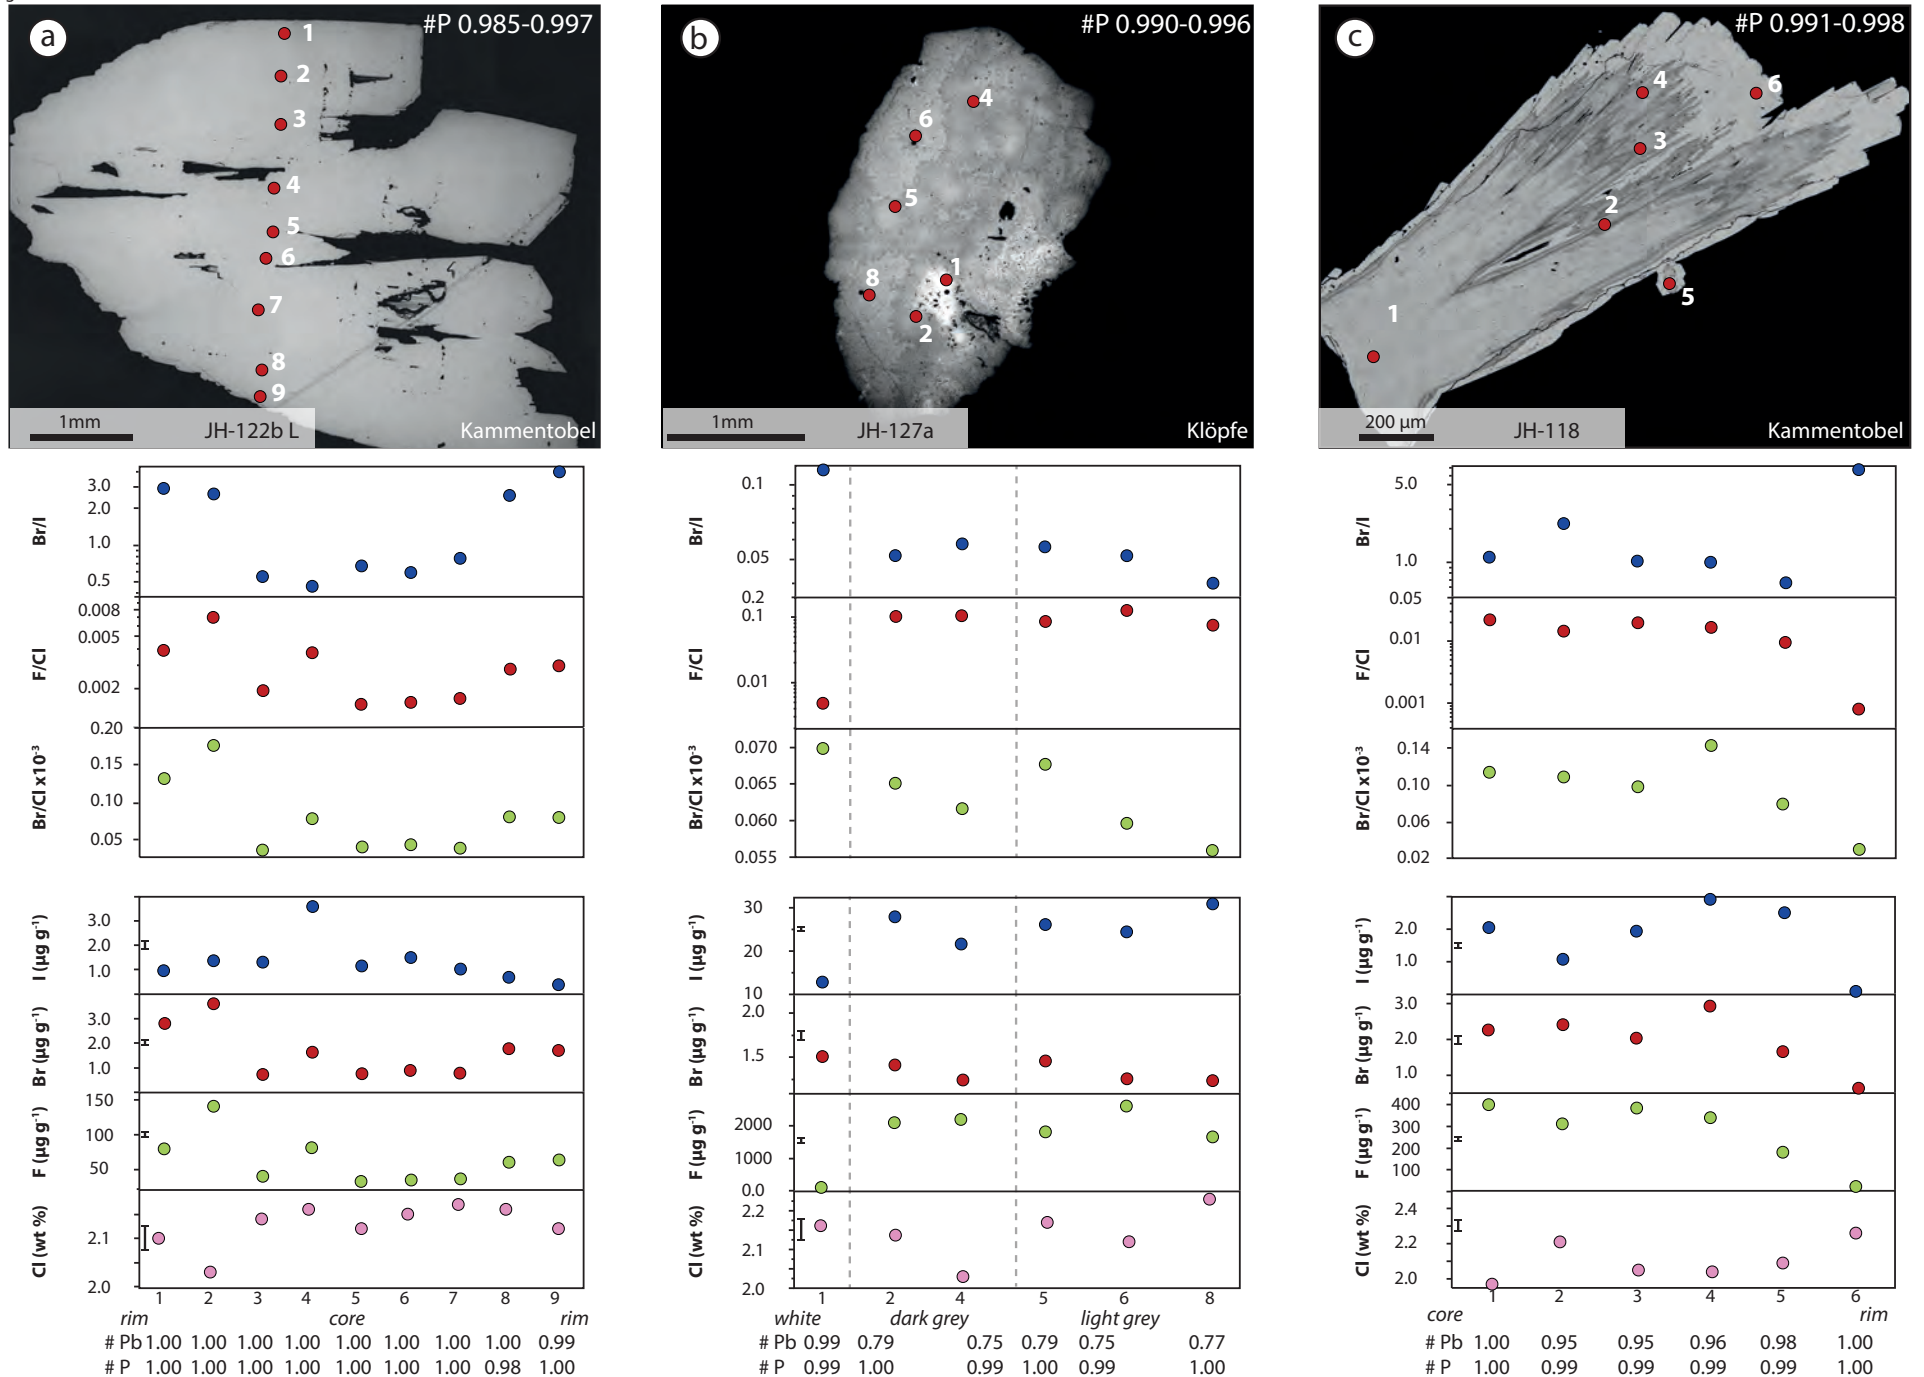 a #P 0.985-0.997
1
2
3
4
5
6
7
8
9
1mm JH-122b L Kammentobel
b #P 0.990-0.996
4
6
5
8 1
2
1mm JH-127a Klöpfe
c #P 0.991-0.998
4 6
3
2
5
1
200 µm JH-118 Kammentobel
Br/I
3.0
2.0
1.0
0.5
F/Cl
0.008
0.005
0.002
Br/Cl x10-3
0.20
0.15
0.10
0.05
I (µg g-1)
3.0
2.0
1.0
Br (µg g-1)
3.0
2.0
1.0
F (µg g-1)
150
100
50
Cl (wt %)
2.1
2.0
1 2 3 4 5 6 7 8 9
rim core rim
# Pb 1.00 1.00 1.00 1.00 1.00 1.00 1.00 1.00 0.99
# P 1.00 1.00 1.00 1.00 1.00 1.00 1.00 0.98 1.00
Br/I
0.1
0.05
0.2
F/Cl
0.1
0.01
Br/Cl x10-3
0.070
0.065
0.060
0.055
I (µg g-1)
30
20
10
Br (µg g-1)
2.0
1.5
F (µg g-1)
2000
1000
0.0
Cl (wt %)
2.2
2.1
2.0
1 2 4 5 6 8
white dark grey light grey
# Pb 0.99 0.79 0.75 0.79 0.75 0.77
# P 0.99 1.00 0.99 1.00 0.99 1.00
Br/I
5.0
1.0
0.05
F/Cl
0.01
0.001
Br/Cl x10-3
0.14
0.10
0.06
0.02
I (µg g-1)
2.0
1.0
Br (µg g-1)
3.0
2.0
1.0
F (µg g-1)
400
300
200
100
Cl (wt %)
2.4
2.2
2.0
1 2 3 4 5 6
core rim
# Pb 1.00 0.95 0.95 0.96 0.98 1.00
# P 1.00 0.99 0.99 0.99 0.99 1.00